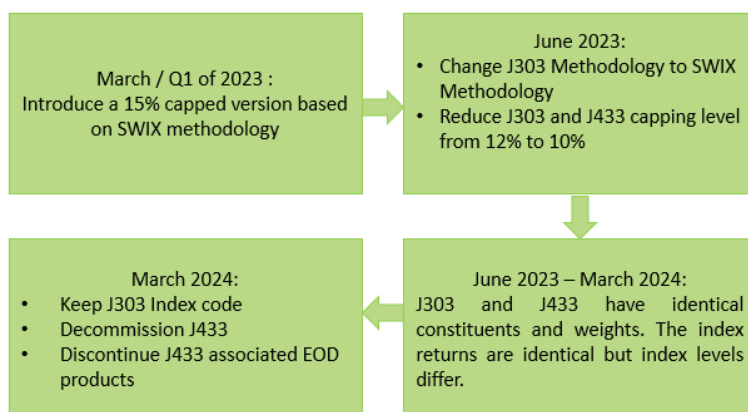 March / Q1 of 2023 :
Introduce a 15% capped version based
on SWIX methodology
June 2023:
• Change J303 Methodology to SWIX
Methodology
• Reduce J303 and J433 capping level
from 12% to 10%
June 2023 – March 2024:
J303 and J433 have identical
constituents and weights. The index
returns are identical but index levels
differ.
March 2024:
• Keep J303 Index code
• Decommission J433
• Discontinue J433 associated EOD
products